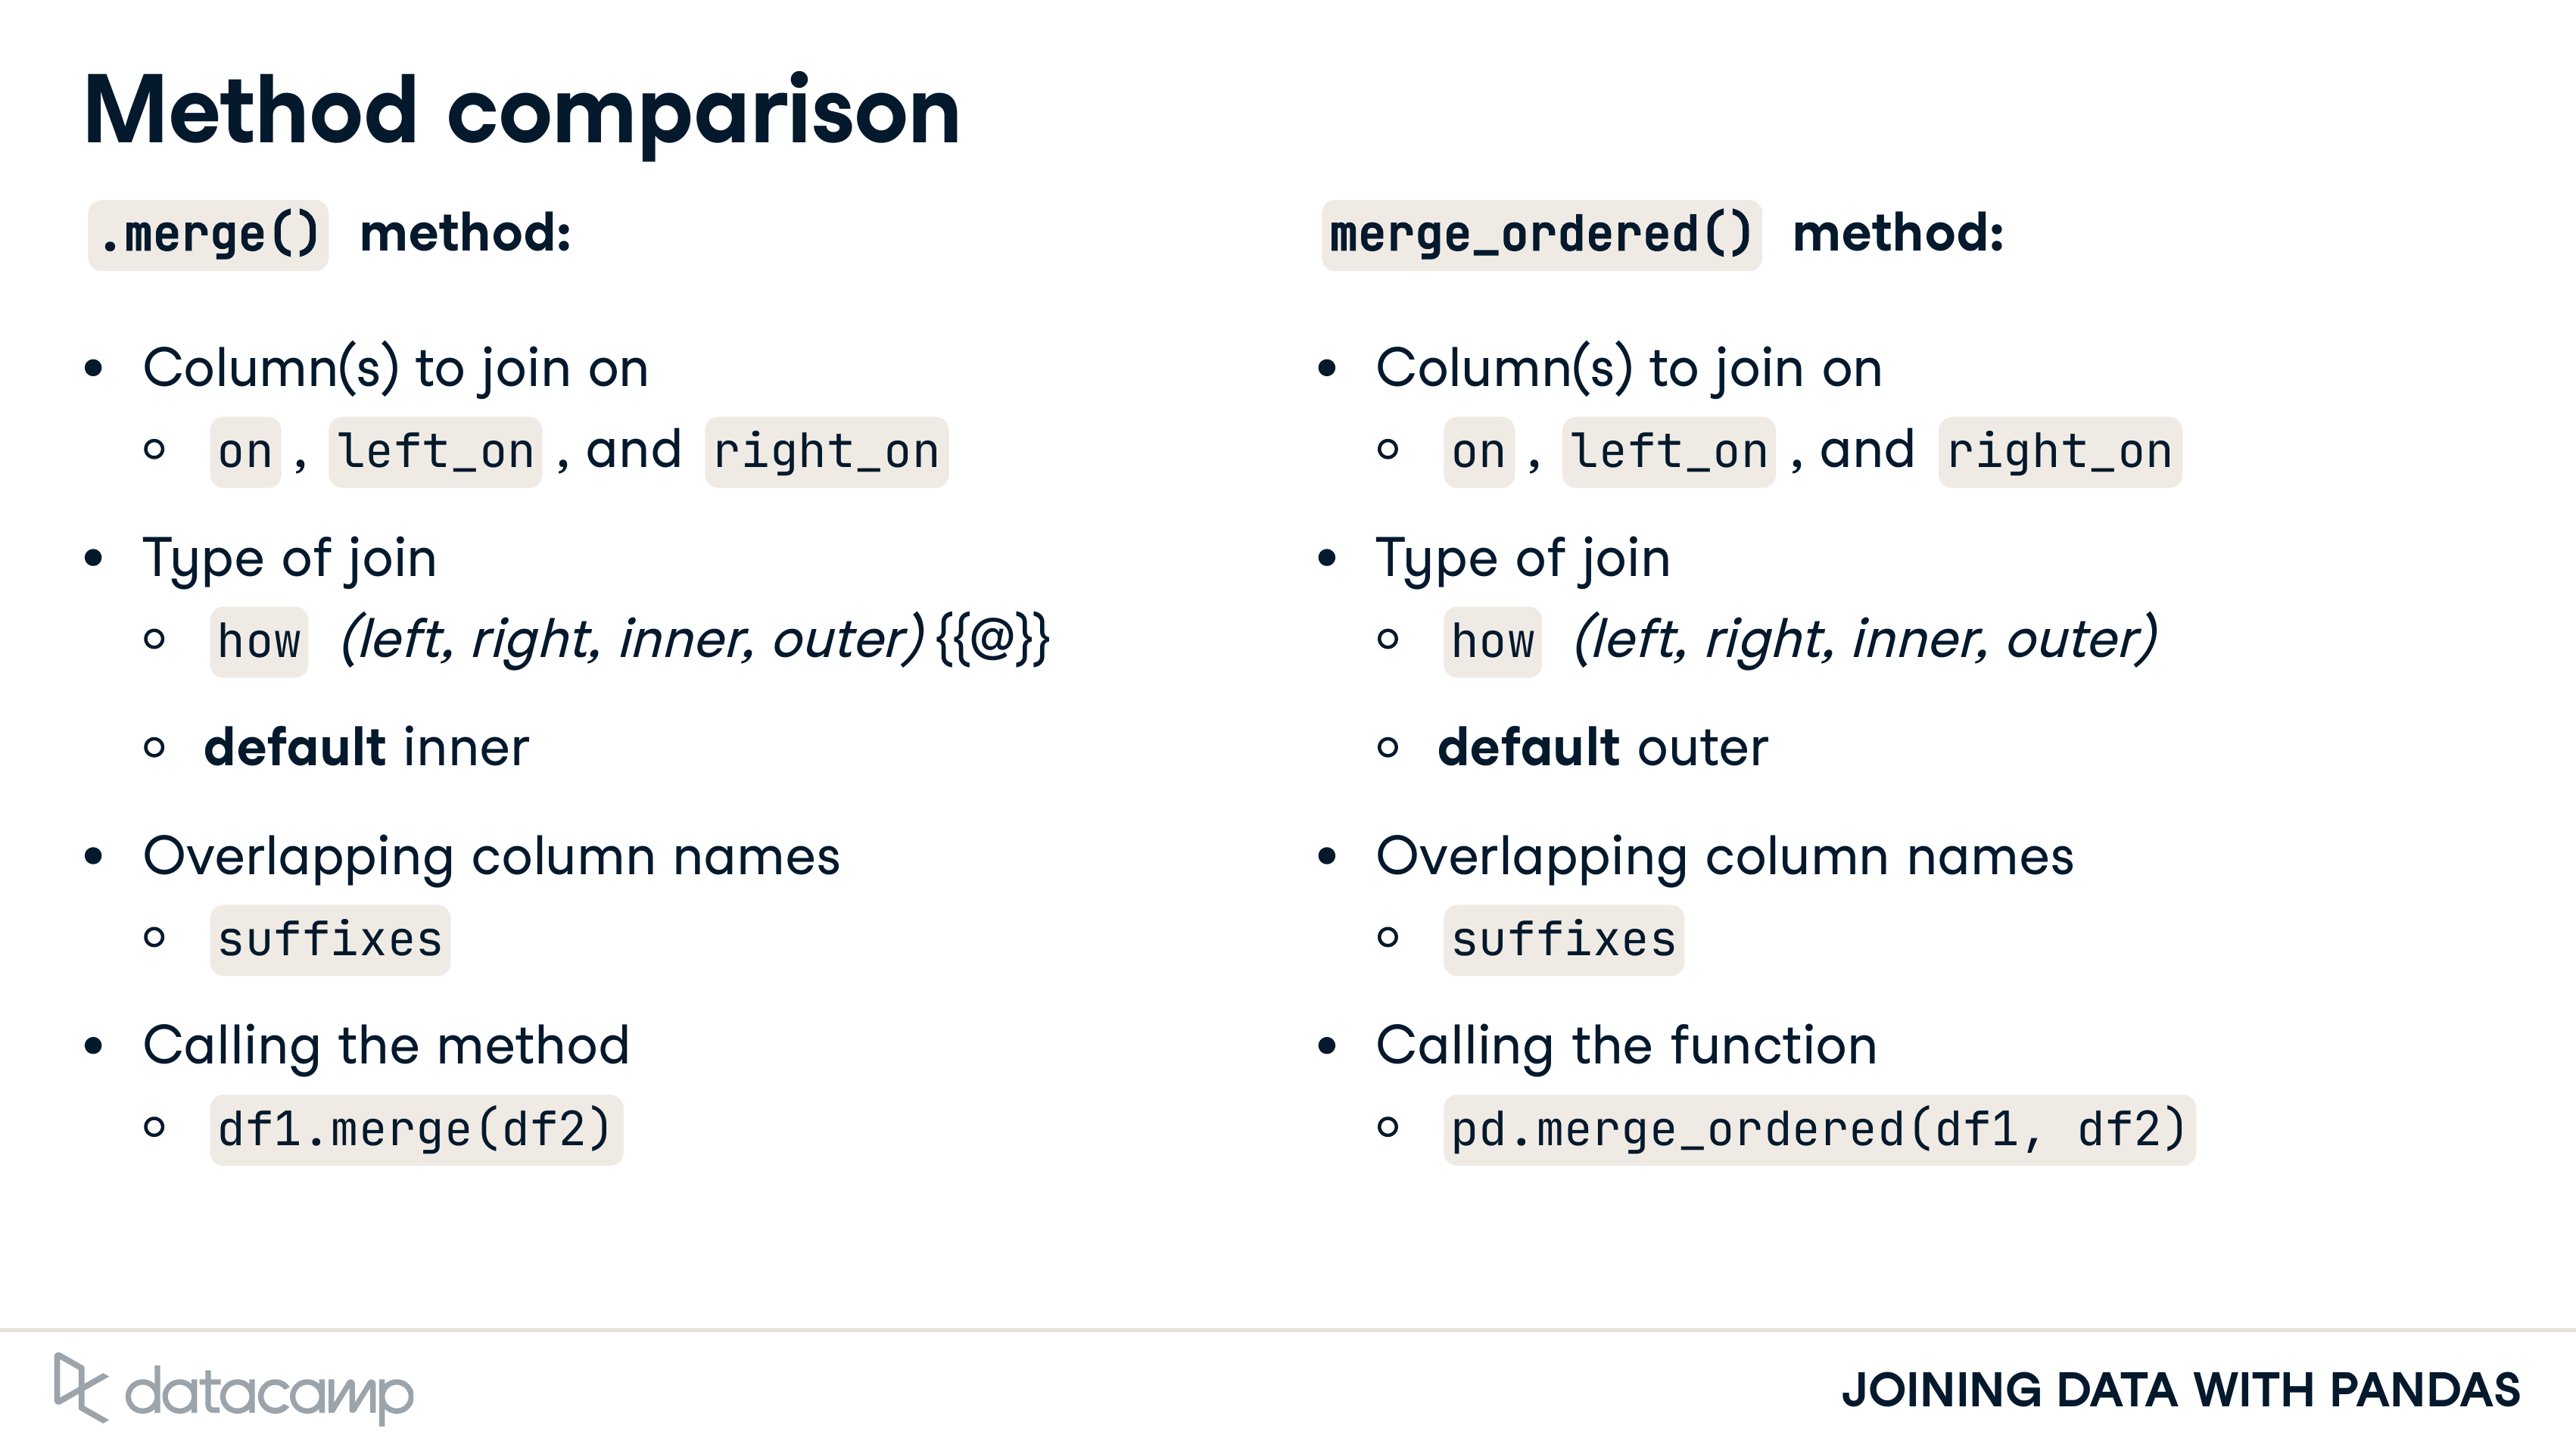 Method comparison
.merge() method:
• Column(s) to join on
○ on , left_on , and right_on
• Type of join
○ how (left, right, inner, outer) {{@}}
○ default inner
• Overlapping column names
○ suffixes
• Calling the method
○ df1.merge(df2)
merge_ordered() method:
• Column(s) to join on
○ on , left_on , and right_on
• Type of join
○ how (left, right, inner, outer)
○ default outer
• Overlapping column names
○ suffixes
• Calling the function
○ pd.merge_ordered(df1, df2)
datacamp
JOINING DATA WITH PANDAS